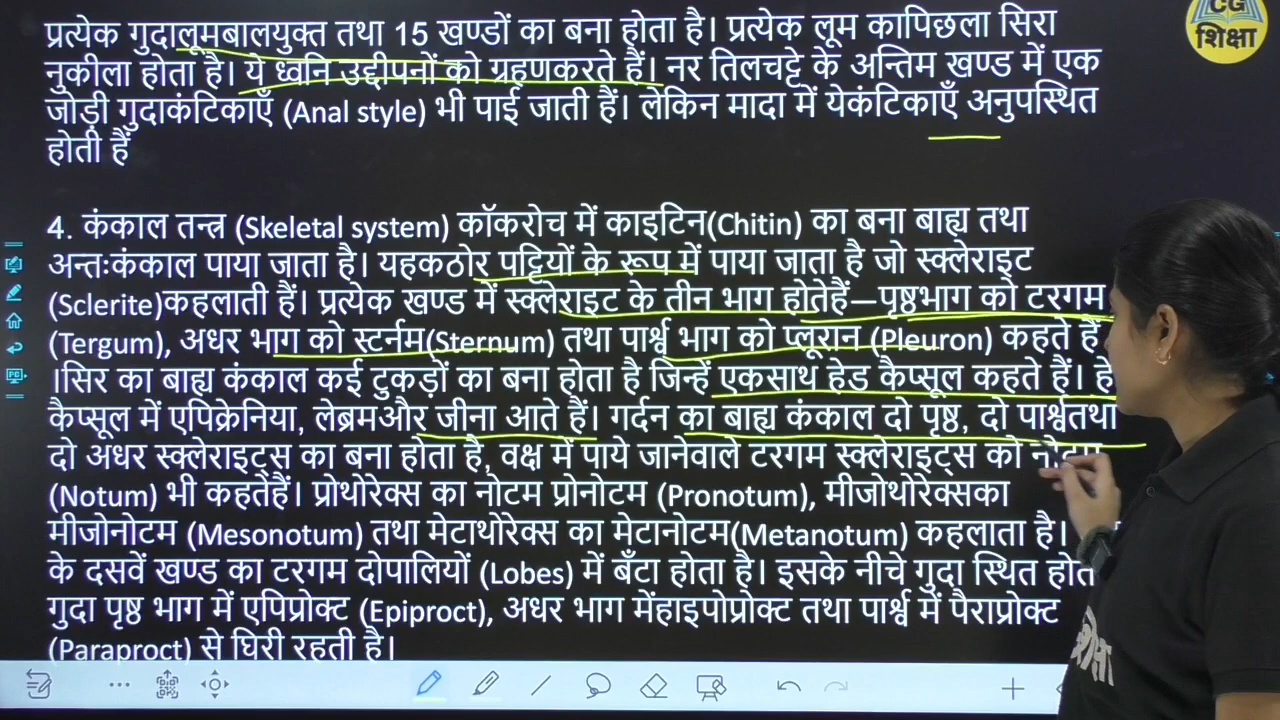 CG
शिक्षा
प्रत्येक गुदालूमबालयुक्त तथा 15 खण्डों का बना होता है। प्रत्येक लूम कापिछला सिरा
नुकीला होता है। ये ध्वनि उद्दीपनों को ग्रहणकरते हैं। नर तिलचट्टे के अन्तिम खण्ड में एक
जोड़ी गुदाकंटिकाएँ (Anal style) भी पाई जाती हैं। लेकिन मादा में येकंटिकाएँ अनुपस्थित
होती हैं
4. कंकाल तन्त्र (Skeletal system) कॉकरोच में काइटिन(Chitin) का बना बाह्य तथा
अन्तःकंकाल पाया जाता है। यहकठोर पट्टियों के रूप में पाया जाता है जो स्क्लेराइट
(Sclerite)कहलाती हैं। प्रत्येक खण्ड में स्क्लेराइट के तीन भाग होतेहैं—पृष्ठभाग को टरगम
(Tergum), अधर भाग को स्टर्नम(Sternum) तथा पार्श्व भाग को प्लूरान (Pleuron) कहते हैं
।सिर का बाह्य कंकाल कई टुकड़ों का बना होता है जिन्हें एकसाथ हेड कैप्सूल कहते हैं।
कैप्सूल में एपिक्रेनिया, लेब्रमऔर जीना आते हैं। गर्दन का बाह्य कंकाल दो पृष्ठ, दो पार्श्वतथा
दो अधर स्क्लेराइट्स का बना होता है, वक्ष में पाये जानेवाले टरगम स्क्लेराइट्स को
(Notum) भी कहतेहैं। प्रोथोरेक्स का नोटम प्रोनोटम (Pronotum), मीजोथोरेक्सका
मीजोनोटम (Mesonotum) तथा मेटाथोरेक्स का मेटानोटम(Metanotum) कहलाता है।
के दसवें खण्ड का टरगम दोपालियों (Lobes) में बँटा होता है। इसके नीचे गुदा स्थित
गुदा पृष्ठ भाग में एपिप्रोक्ट (Epiproct), अधर भाग मेंहाइपोप्रोक्ट तथा पार्श्व में पैराप्रोक्ट
(Paraproct) से घिरी रहती है।